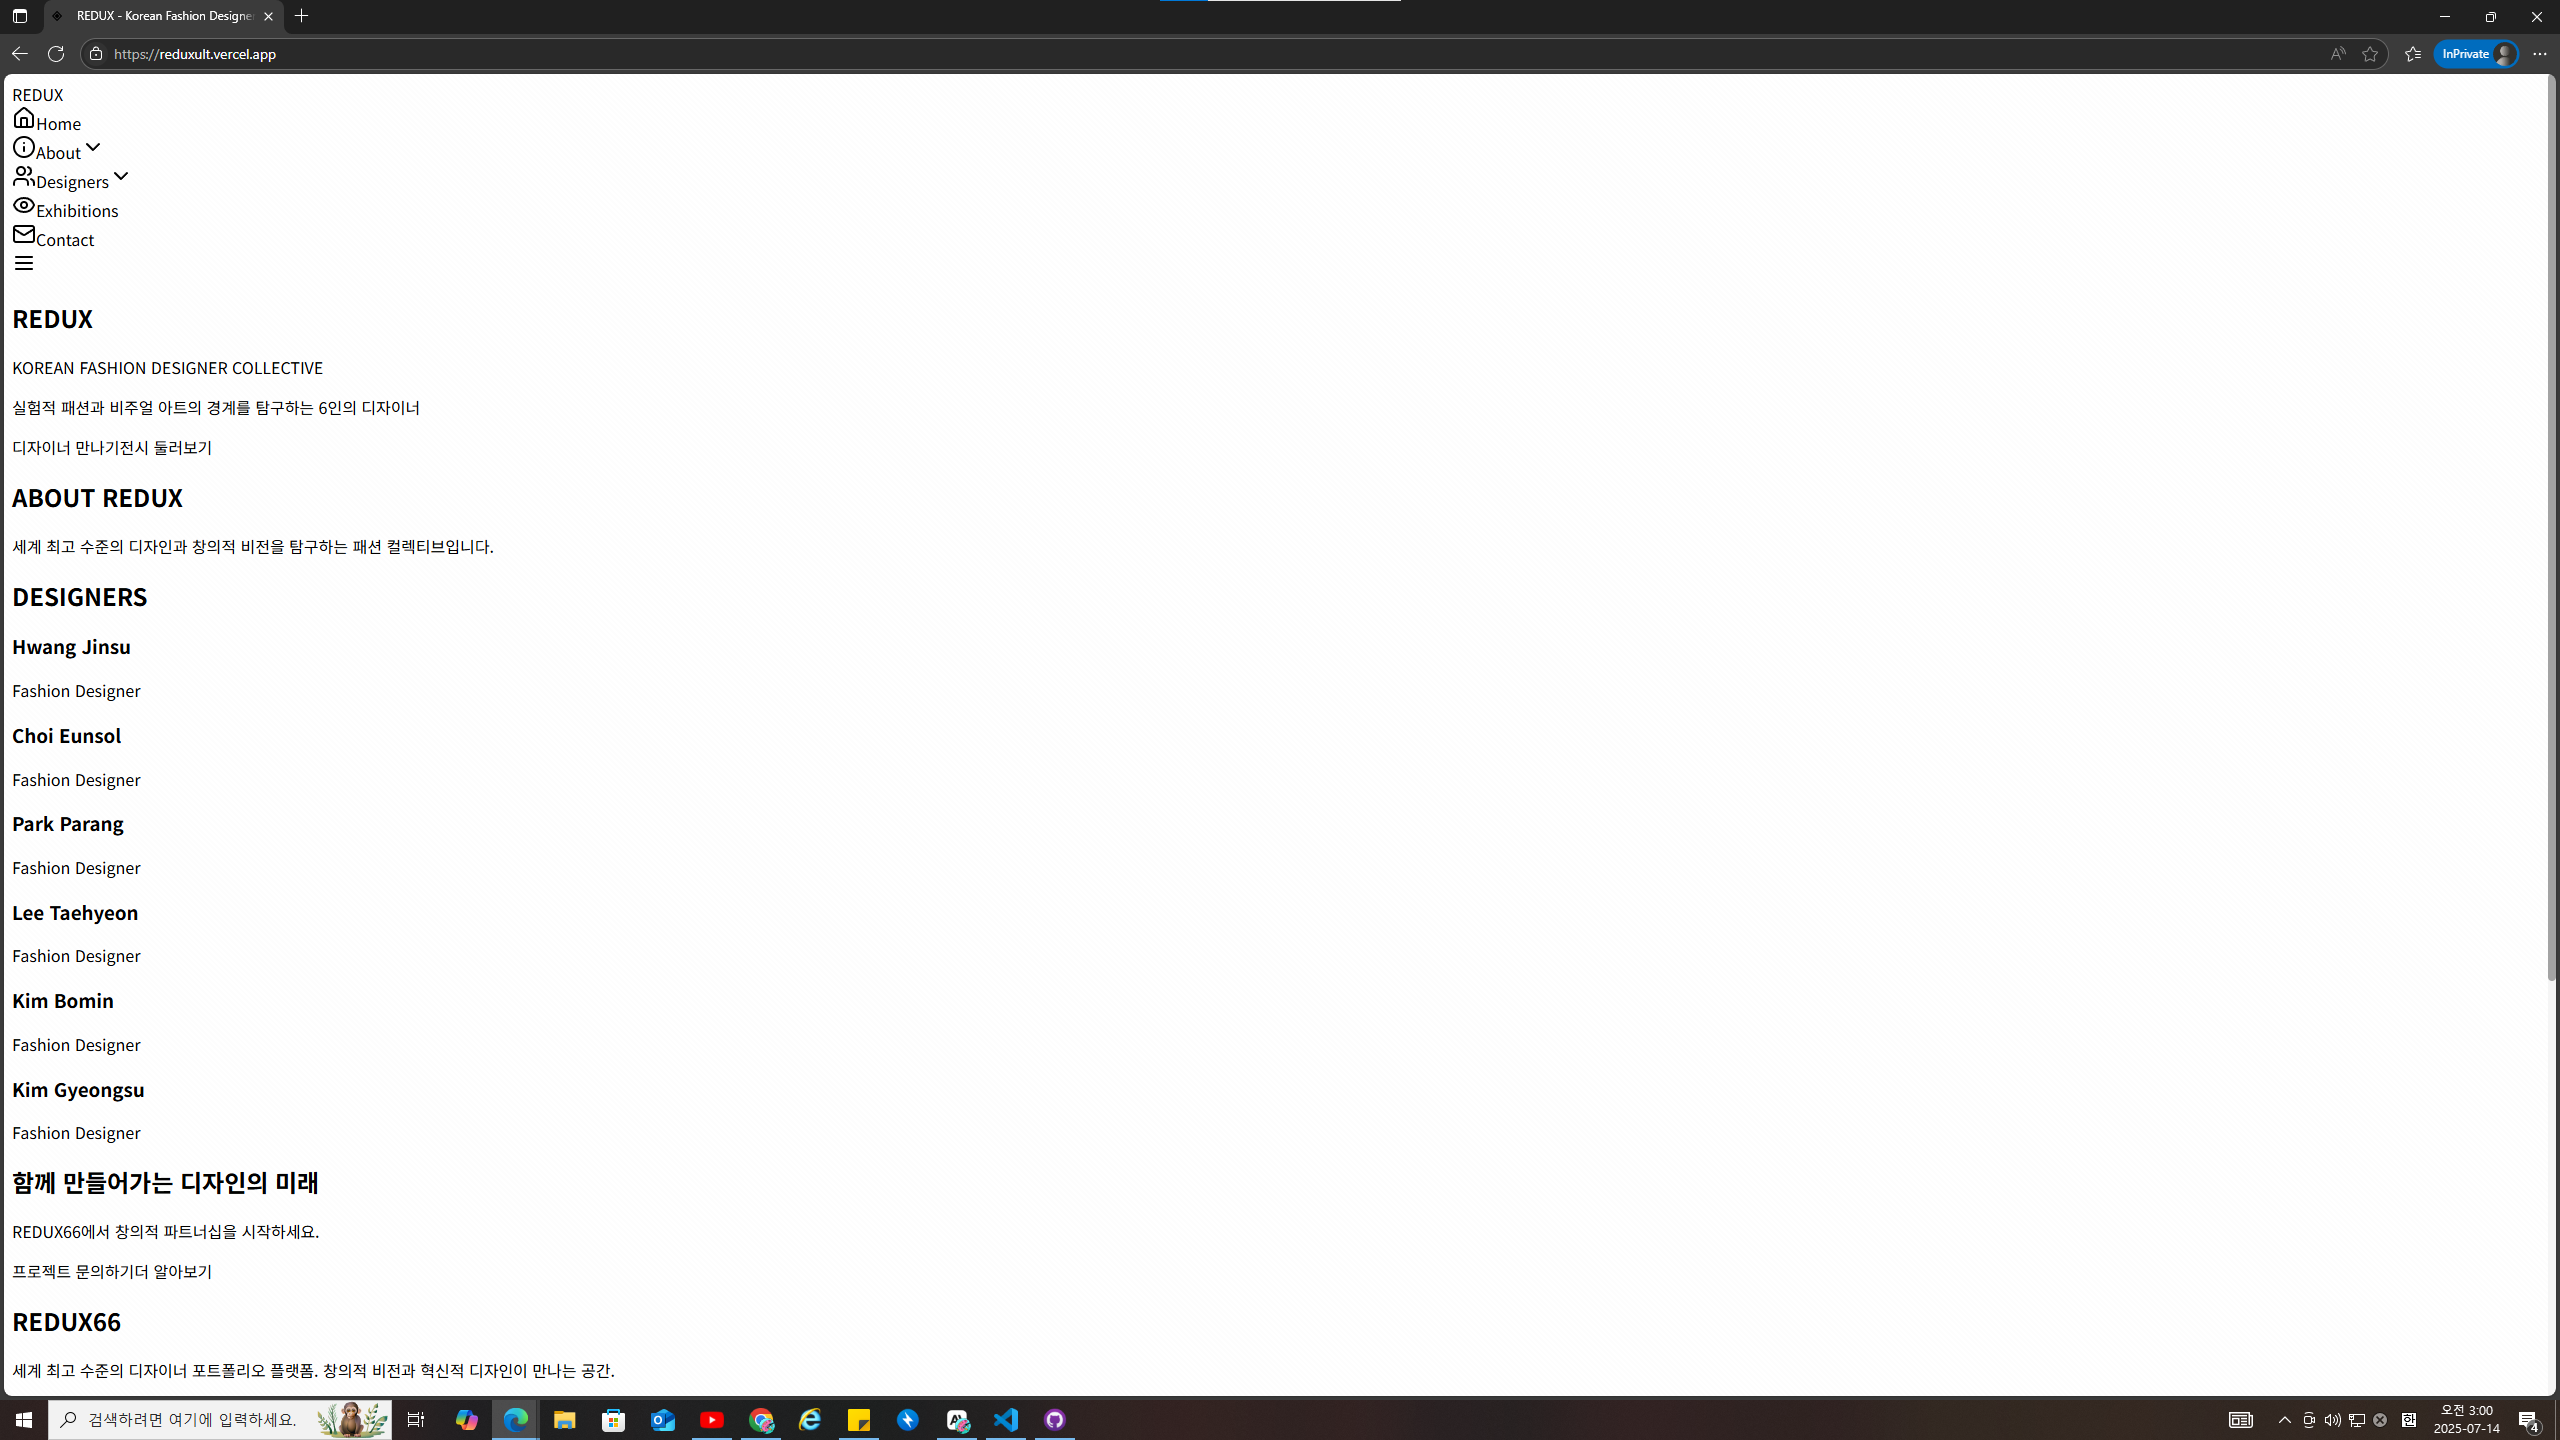 REDUX - Korean Fashion Designer
https://reduxult.vercel.app
InPrivate
REDUX
Home
About
Designers
Exhibitions
Contact
REDUX
KOREAN FASHION DESIGNER COLLECTIVE
실험적 패션과 비주얼 아트의 경계를 탐구하는 6인의 디자이너
디자이너 만나기전시 둘러보기
ABOUT REDUX
세계 최고 수준의 디자인과 창의적 비전을 탐구하는 패션 컬렉티브입니다.
DESIGNERS
Hwang Jinsu
Fashion Designer
Choi Eunsol
Fashion Designer
Park Parang
Fashion Designer
Lee Taehyeon
Fashion Designer
Kim Bomin
Fashion Designer
Kim Gyeongsu
Fashion Designer
함께 만들어가는 디자인의 미래
REDUX66에서 창의적 파트너십을 시작하세요.
프로젝트 문의하기더 알아보기
REDUX66
세계 최고 수준의 디자이너 포트폴리오 플랫폼. 창의적 비전과 혁신적 디자인이 만나는 공간.
검색하려면 여기에 입력하세요.
한
오전 3:00
2025-07-14
4